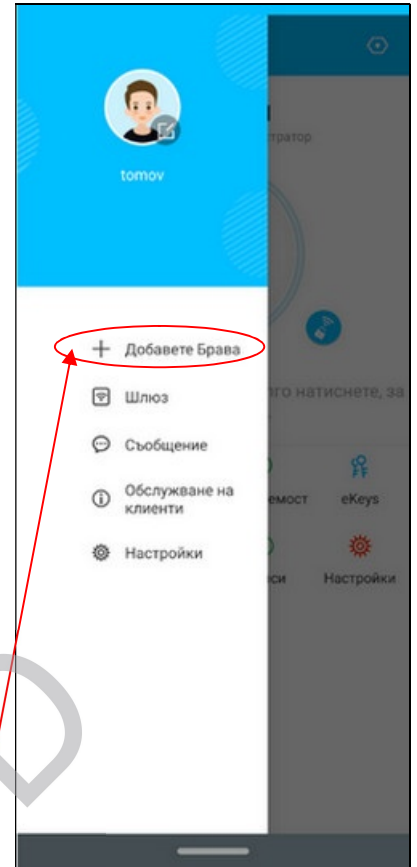 tomov
Добавете Брава
Шлюз
Съобщение
Обслужване на
клиенти
Настройки
eKeys
Настройки